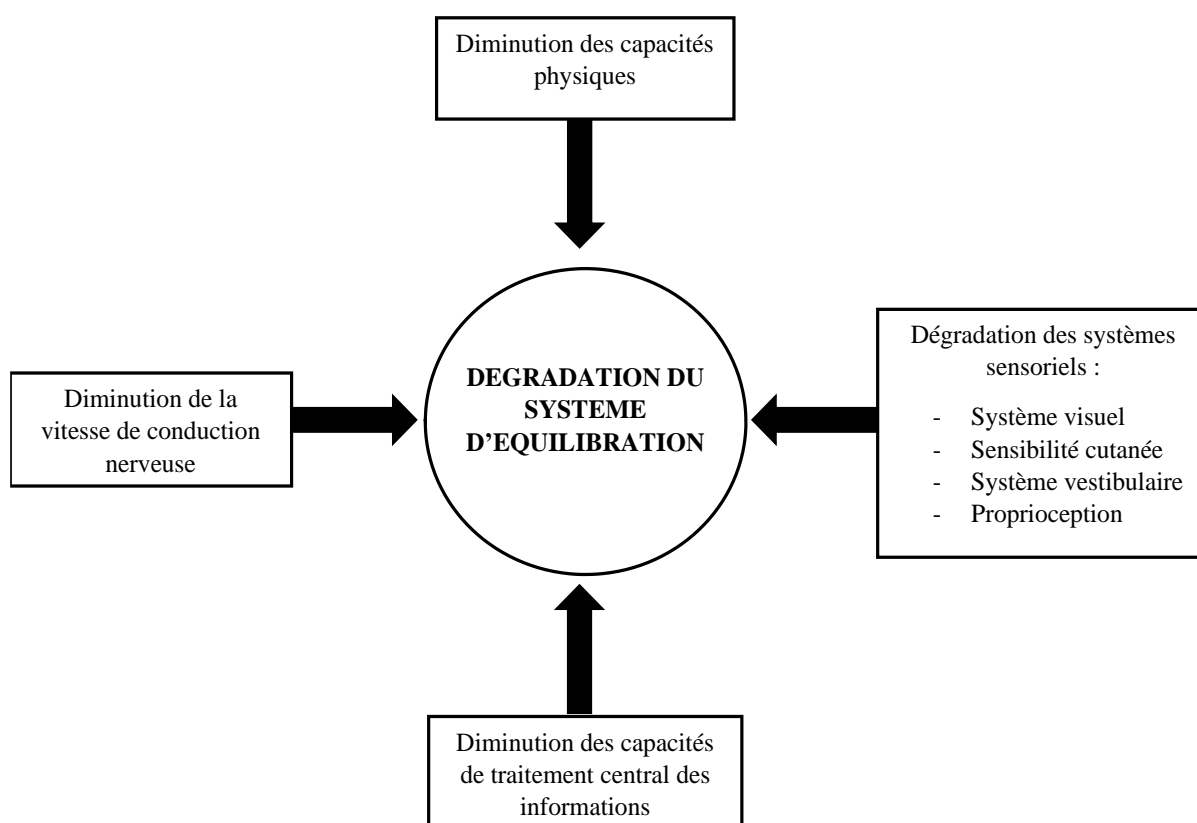 Diminution des capacités
physiques
Dégradation des systèmes
sensoriels :
- Système visuel
- Sensibilité cutanée
- Système vestibulaire
- Proprioception
DEGRADATION DU
SYSTEME
D’EQUILIBRATION
Diminution de la
vitesse de conduction
nerveuse
Diminution des capacités
de traitement central des
informations